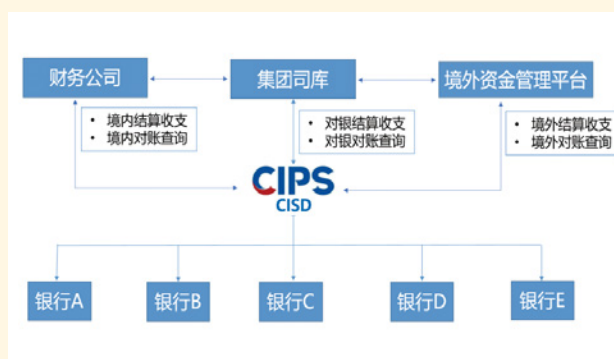 财务公司
集团司库
境外资金管理平台
• 境内结算收支
• 境内对账查询
• 对银结算收支
• 对银对账查询
• 境外结算收支
• 境外对账查询
CIPS
CISD
银行A
银行B
银行C
银行D
银行E